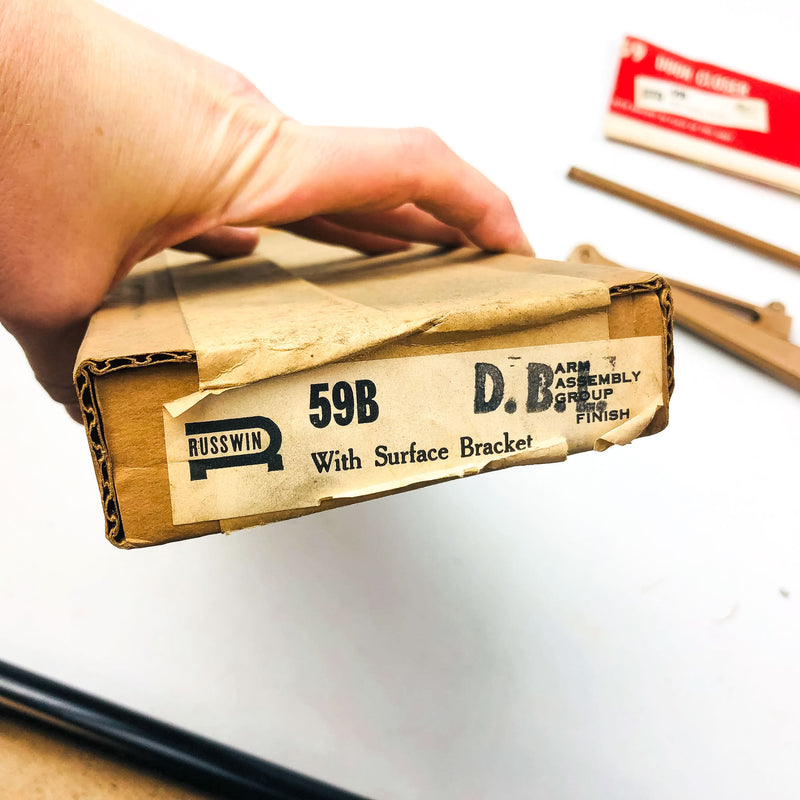 59B
D.B.L.
ARM
ASSEMBLY
GROUP
FINISH
RUSSWIN
With Surface Bracket
DOOR CLOSER